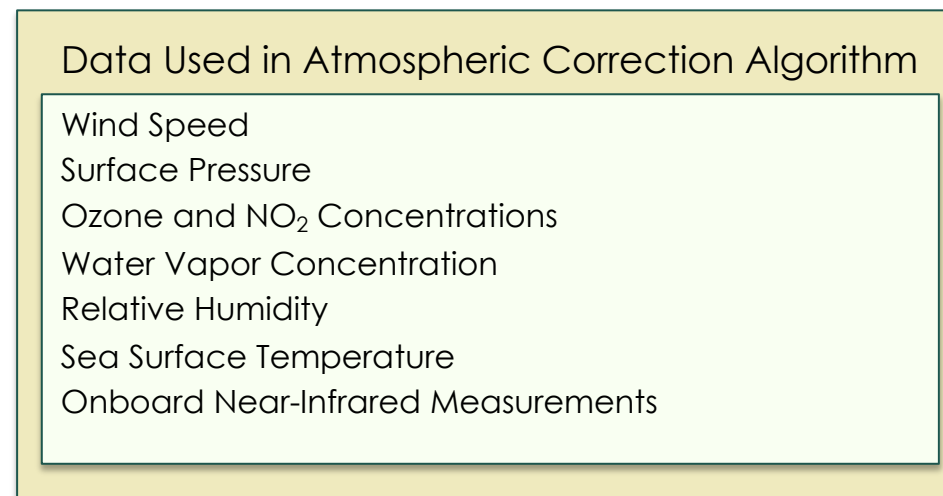 Data Used in Atmospheric Correction Algorithm
Wind Speed
Surface Pressure
Ozone and NO₂ Concentrations
Water Vapor Concentration
Relative Humidity
Sea Surface Temperature
Onboard Near-Infrared Measurements